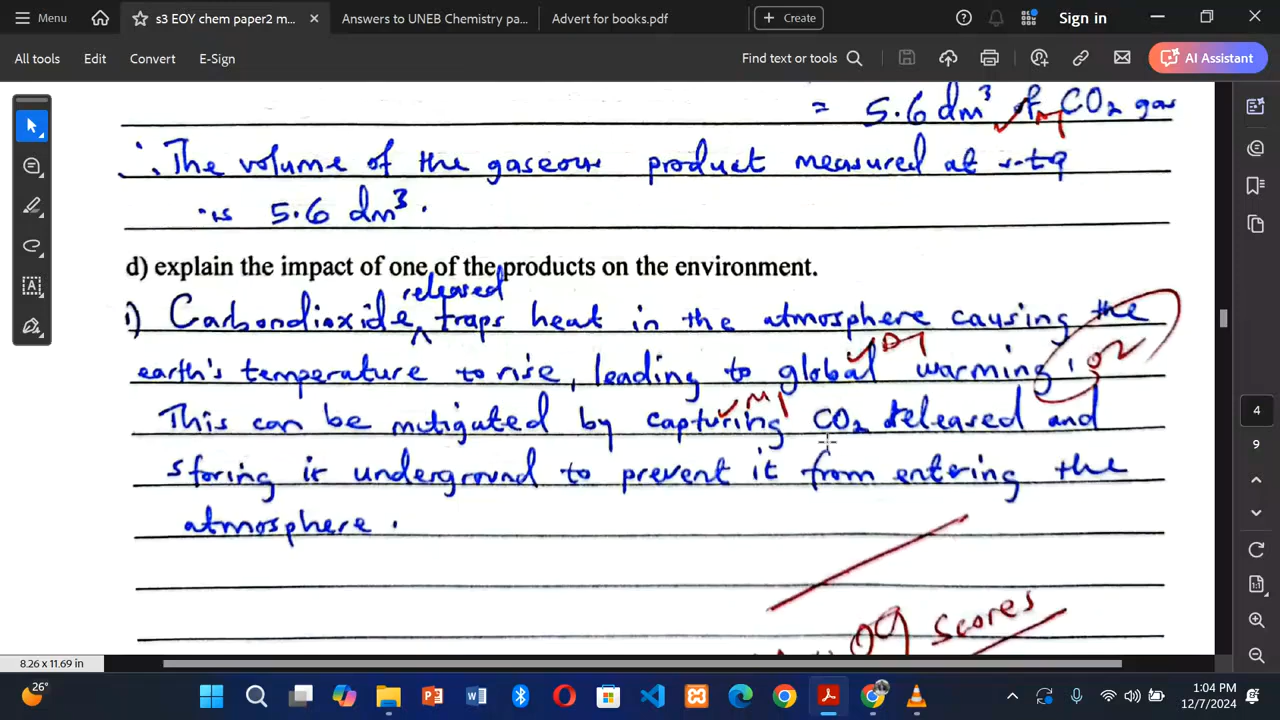 Menu
s3 EOY chem paper2 m...
Answers to UNEB Chemistry pa...
Advert for books.pdf
Create
Sign in
All tools
Edit
Convert
E-Sign
Find text or tools
AI Assistant
= 5.6 dm³ of CO₂ gas
∴ The volume of the gaseous product measured at r.t.p
is 5.6 dm³.
d) explain the impact of one of the products on the environment.
released
i) Carbondioxide ^ traps heat in the atmosphere causing the
earth's temperature to rise, leading to global warming,
02
This can be mitigated by capturing CO₂ released and
M1
storing it underground to prevent it from entering the
atmosphere.
09 scores
4
9
8.26 x 11.69 in
26°
1:04 PM
12/7/2024